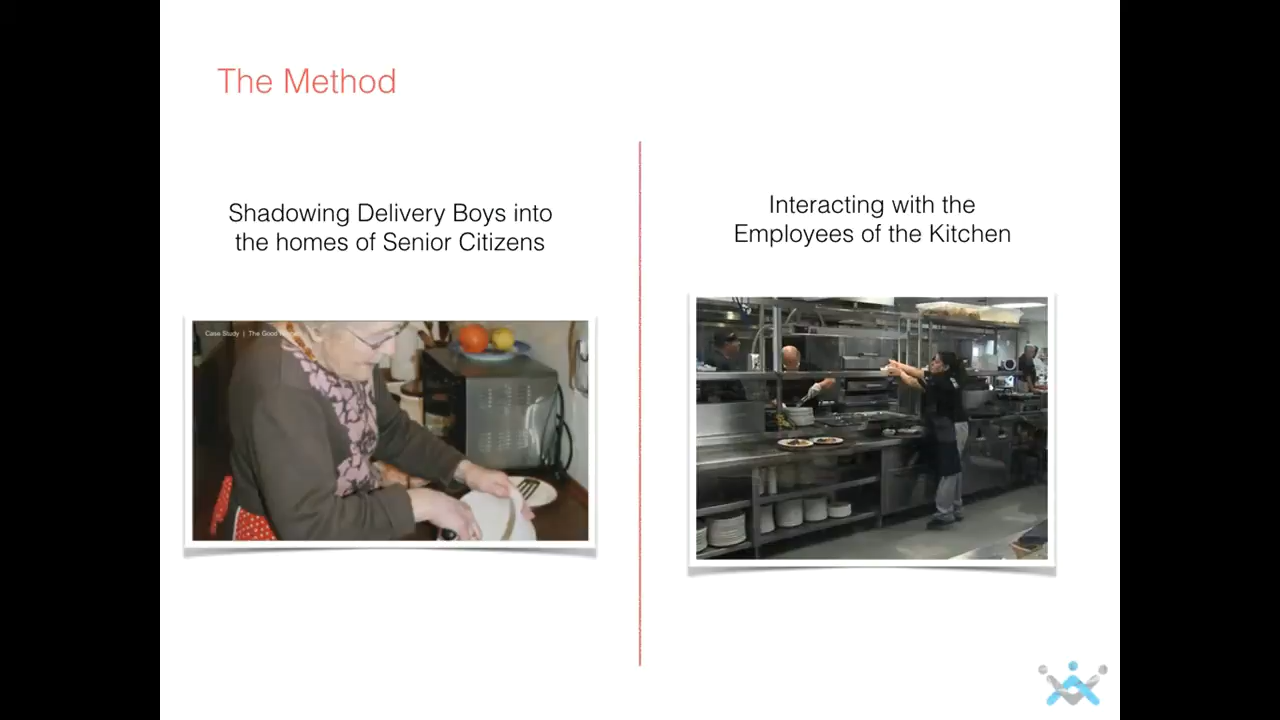 The Method
Shadowing Delivery Boys into
the homes of Senior Citizens
Interacting with the
Employees of the Kitchen
Case Study | The Good